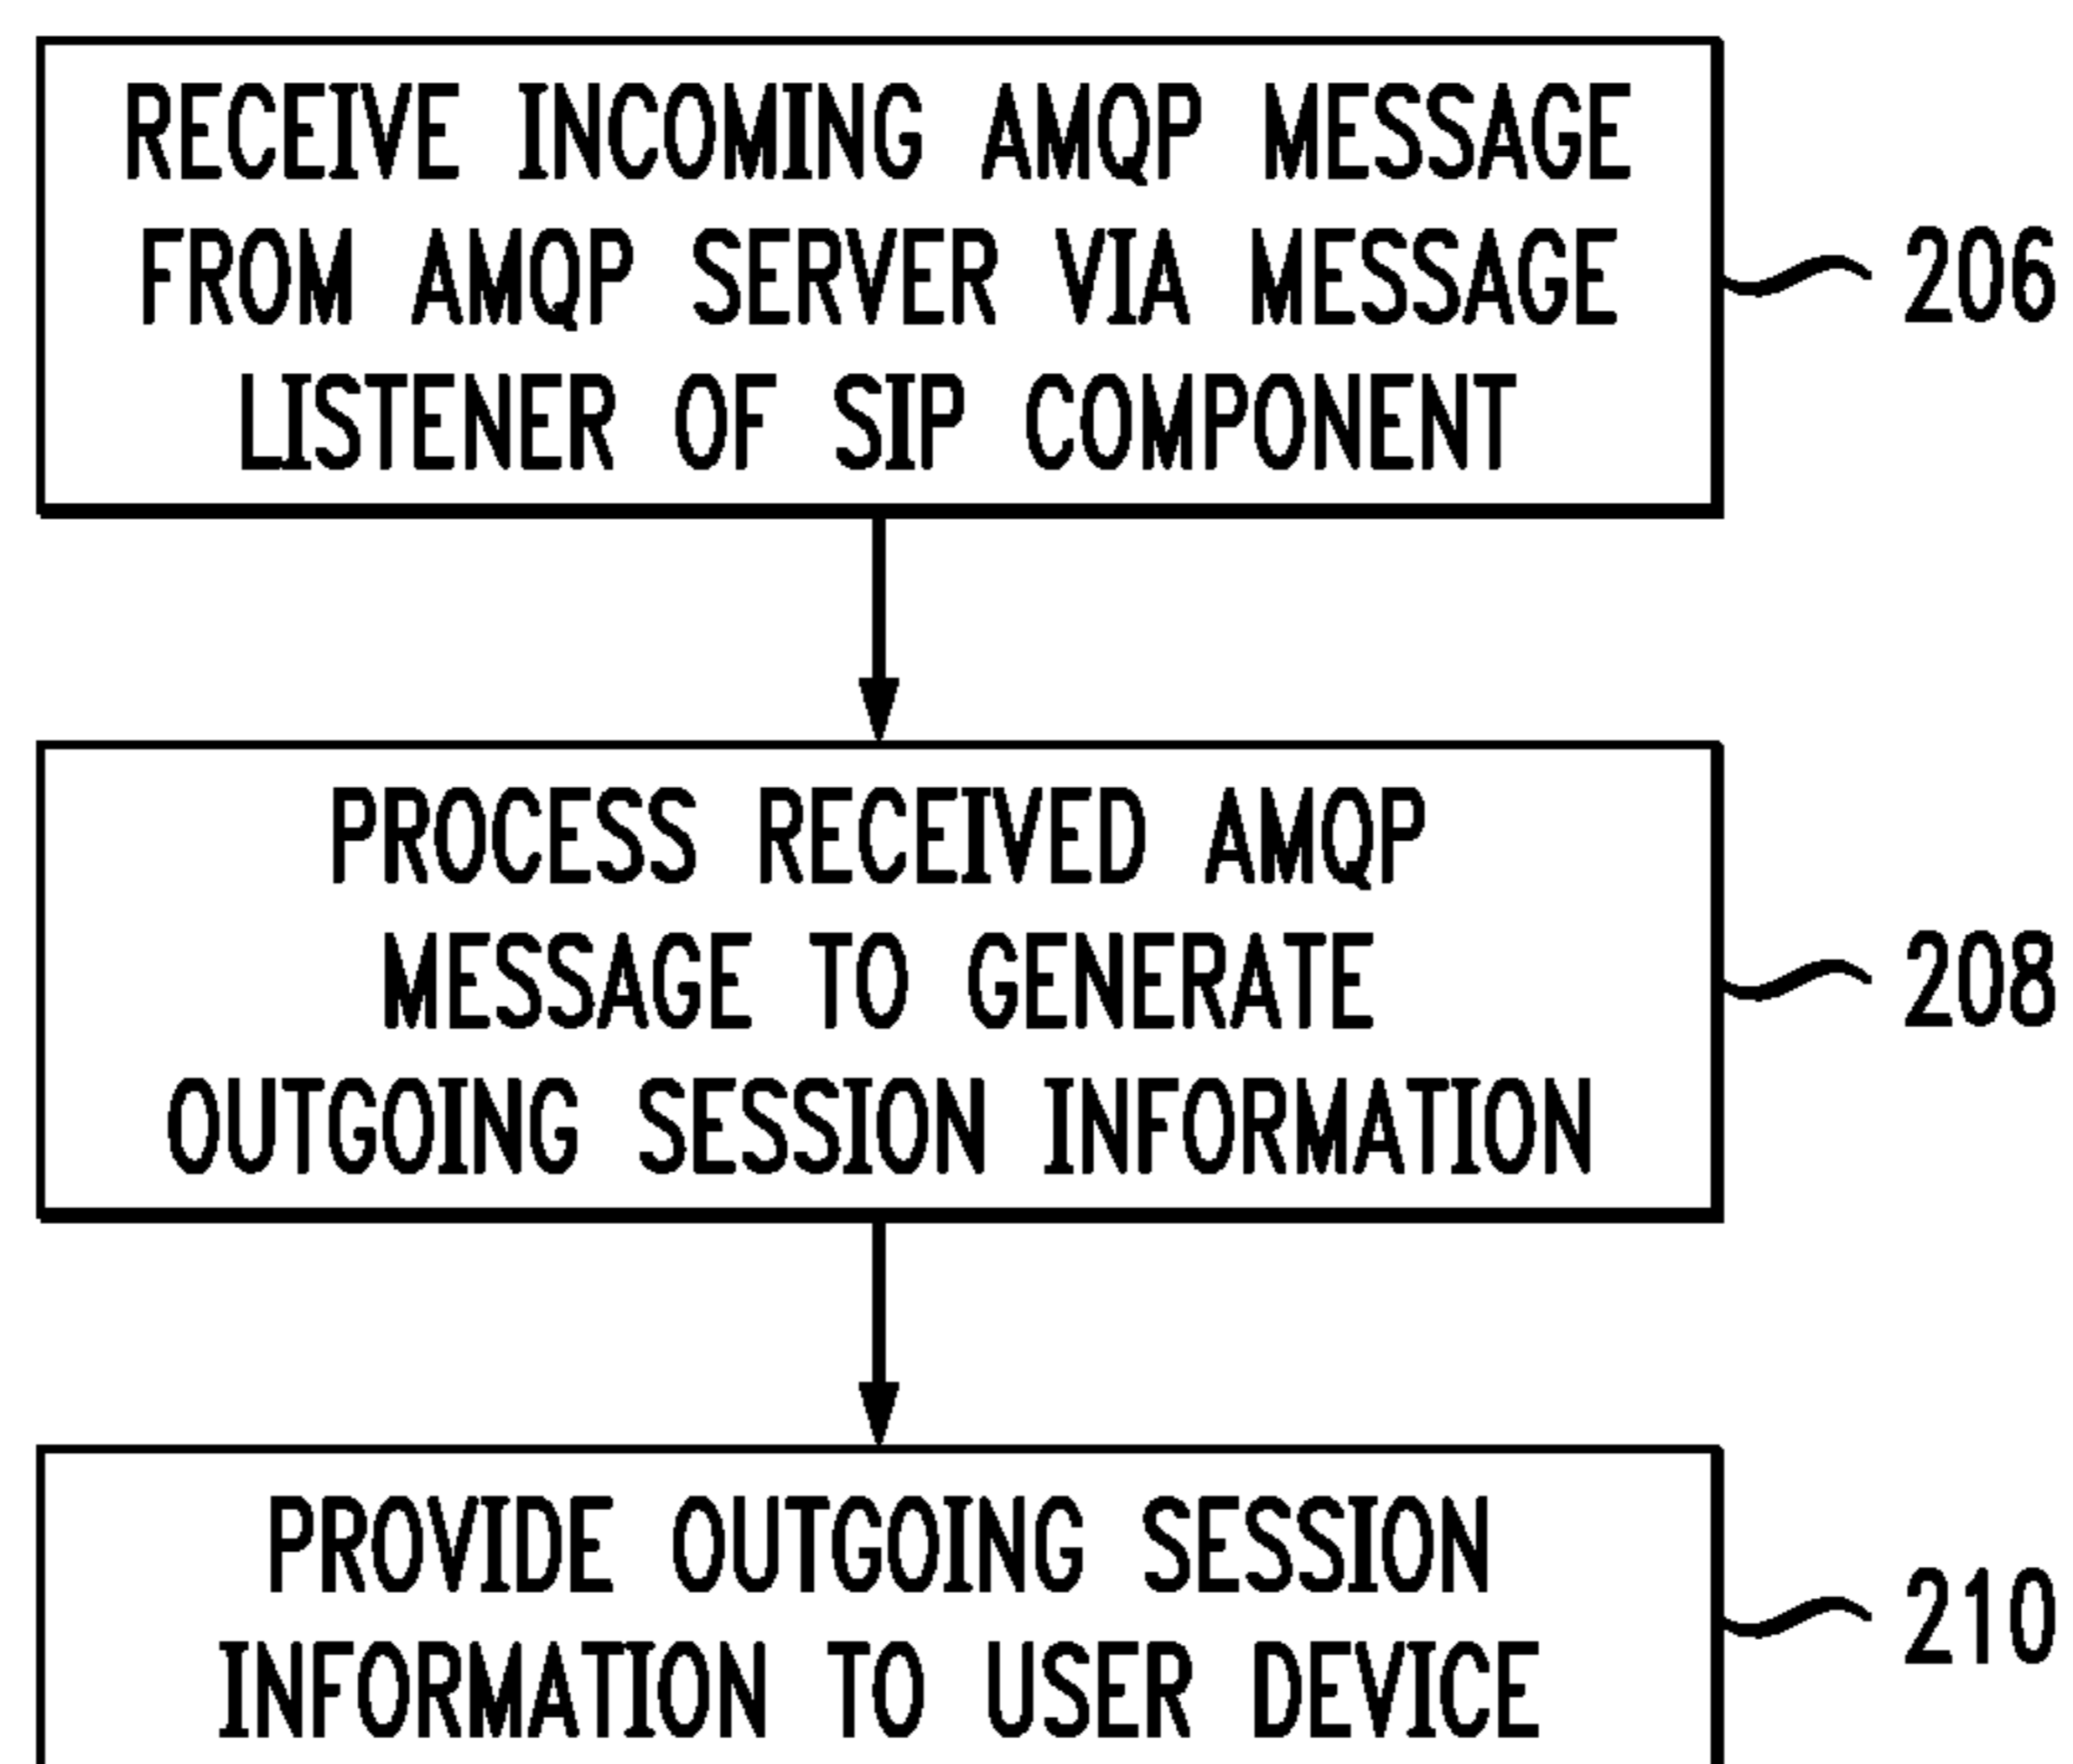 RECEIVE INCOMING AMQP MESSAGE
FROM AMQP SERVER VIA MESSAGE
LISTENER OF SIP COMPONENT
206
PROCESS RECEIVED AMQP
MESSAGE TO GENERATE
OUTGOING SESSION INFORMATION
208
PROVIDE OUTGOING SESSION
INFORMATION TO USER DEVICE
210